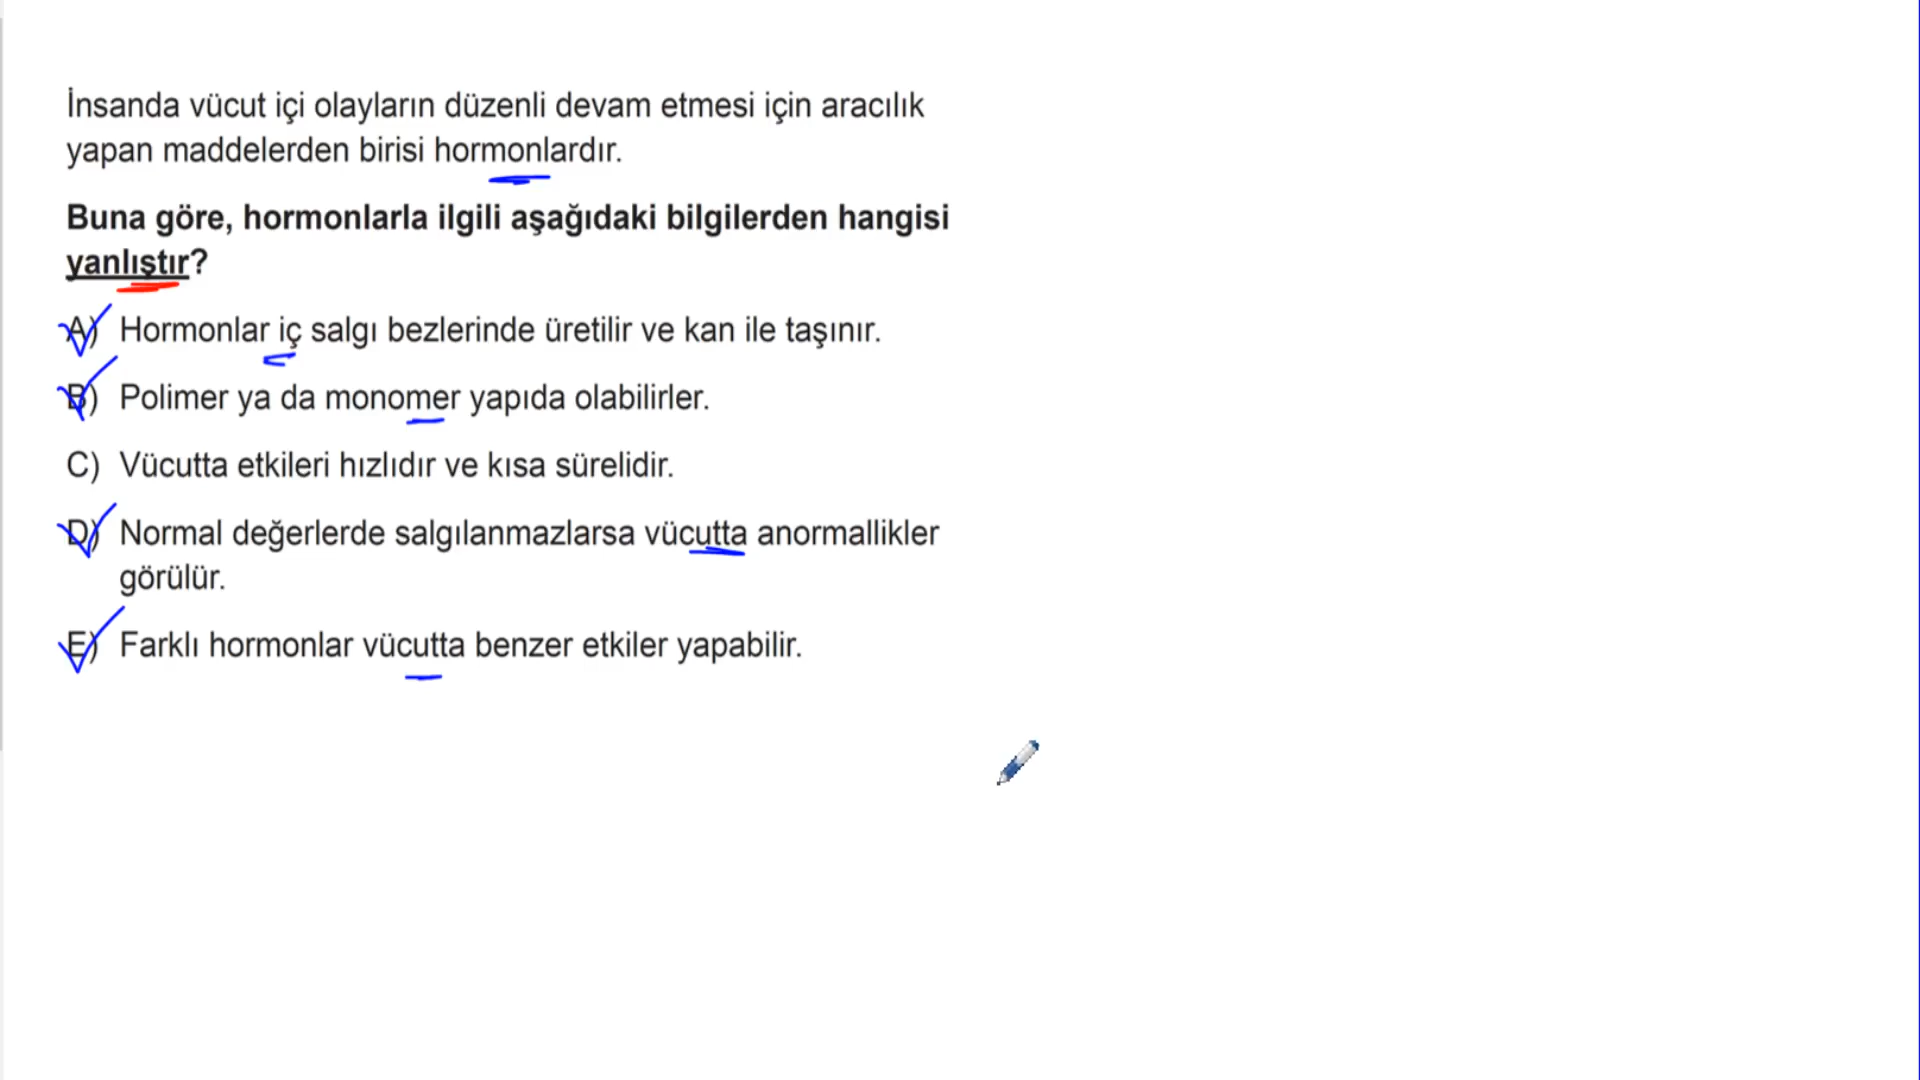 İnsanda vücut içi olayların düzenli devam etmesi için aracılık
yapan maddelerden birisi hormonlardır.
Buna göre, hormonlarla ilgili aşağıdaki bilgilerden hangisi
yanlıştır?
A) Hormonlar iç salgı bezlerinde üretilir ve kan ile taşınır.
B) Polimer ya da monomer yapıda olabilirler.
C) Vücutta etkileri hızlıdır ve kısa sürelidir.
D) Normal değerlerde salgılanmazlarsa vücutta anormallikler
görülür.
E) Farklı hormonlar vücutta benzer etkiler yapabilir.